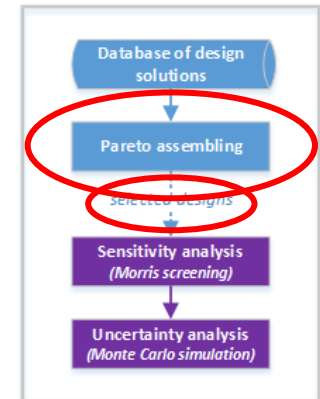 Database of design
solutions
Pareto assembling
selected designs
Sensitivity analysis
(Morris screening)
Uncertainty analysis
(Monte Carlo simulation)